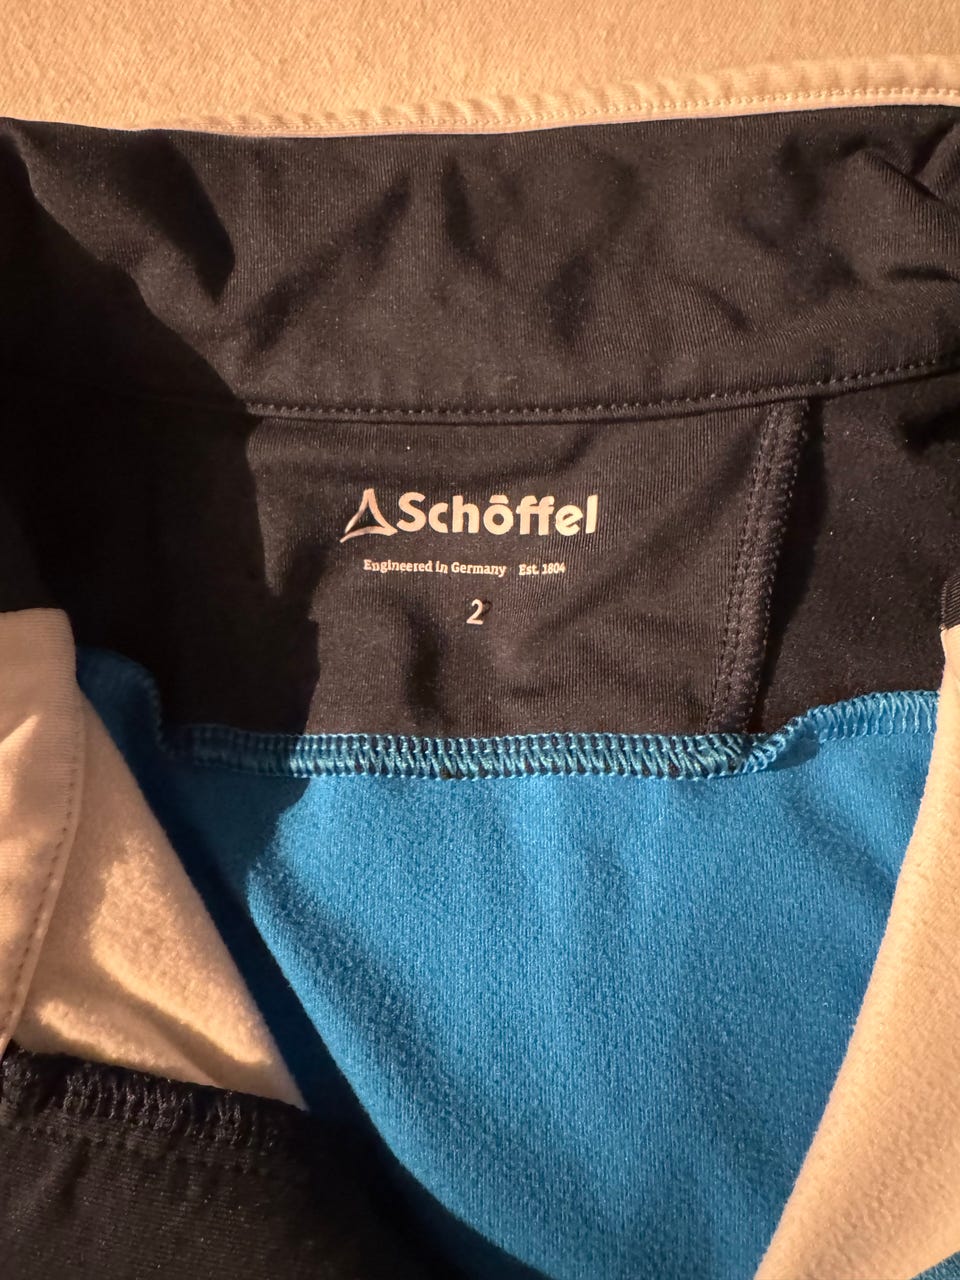 Schöffel
Engineered in Germany Est. 1804
2